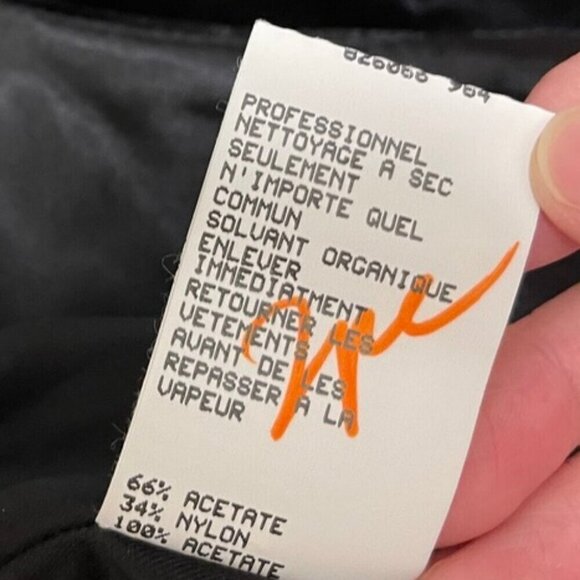 826068 984
PROFESSIONNEL
NETTOYAGE A SEC
SEULEMENT
N'IMPORTE QUEL
COMMUN
SOLVANT ORGANIQUE
ENLEVER
IMMEDIATMENT
RETOURNER LES
VETEMENTS
AVANT DE LES
REPASSER A LA
VAPEUR
66% ACETATE
34% NYLON
100% ACETATE